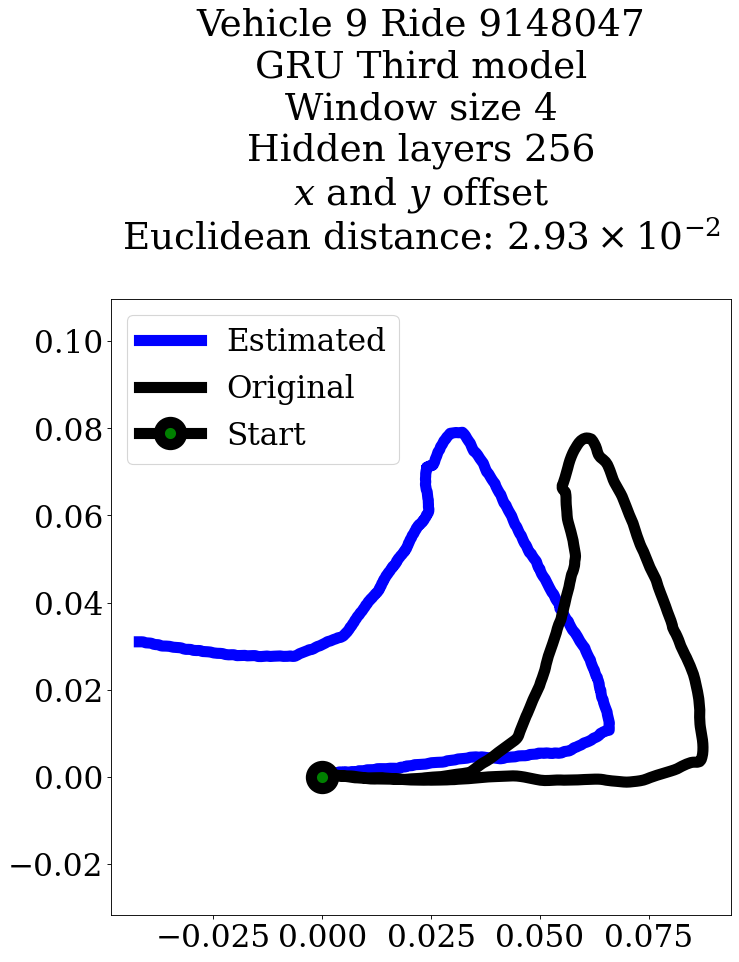 Vehicle 9 Ride 9148047
GRU Third model
Window size 4
Hidden layers 256
x and y offset
Euclidean distance: 2.93 × 10⁻²
Estimated
Original
Start
0.10
0.08
0.06
0.04
0.02
0.00
−0.02
−0.025 0.000 0.025 0.050 0.075